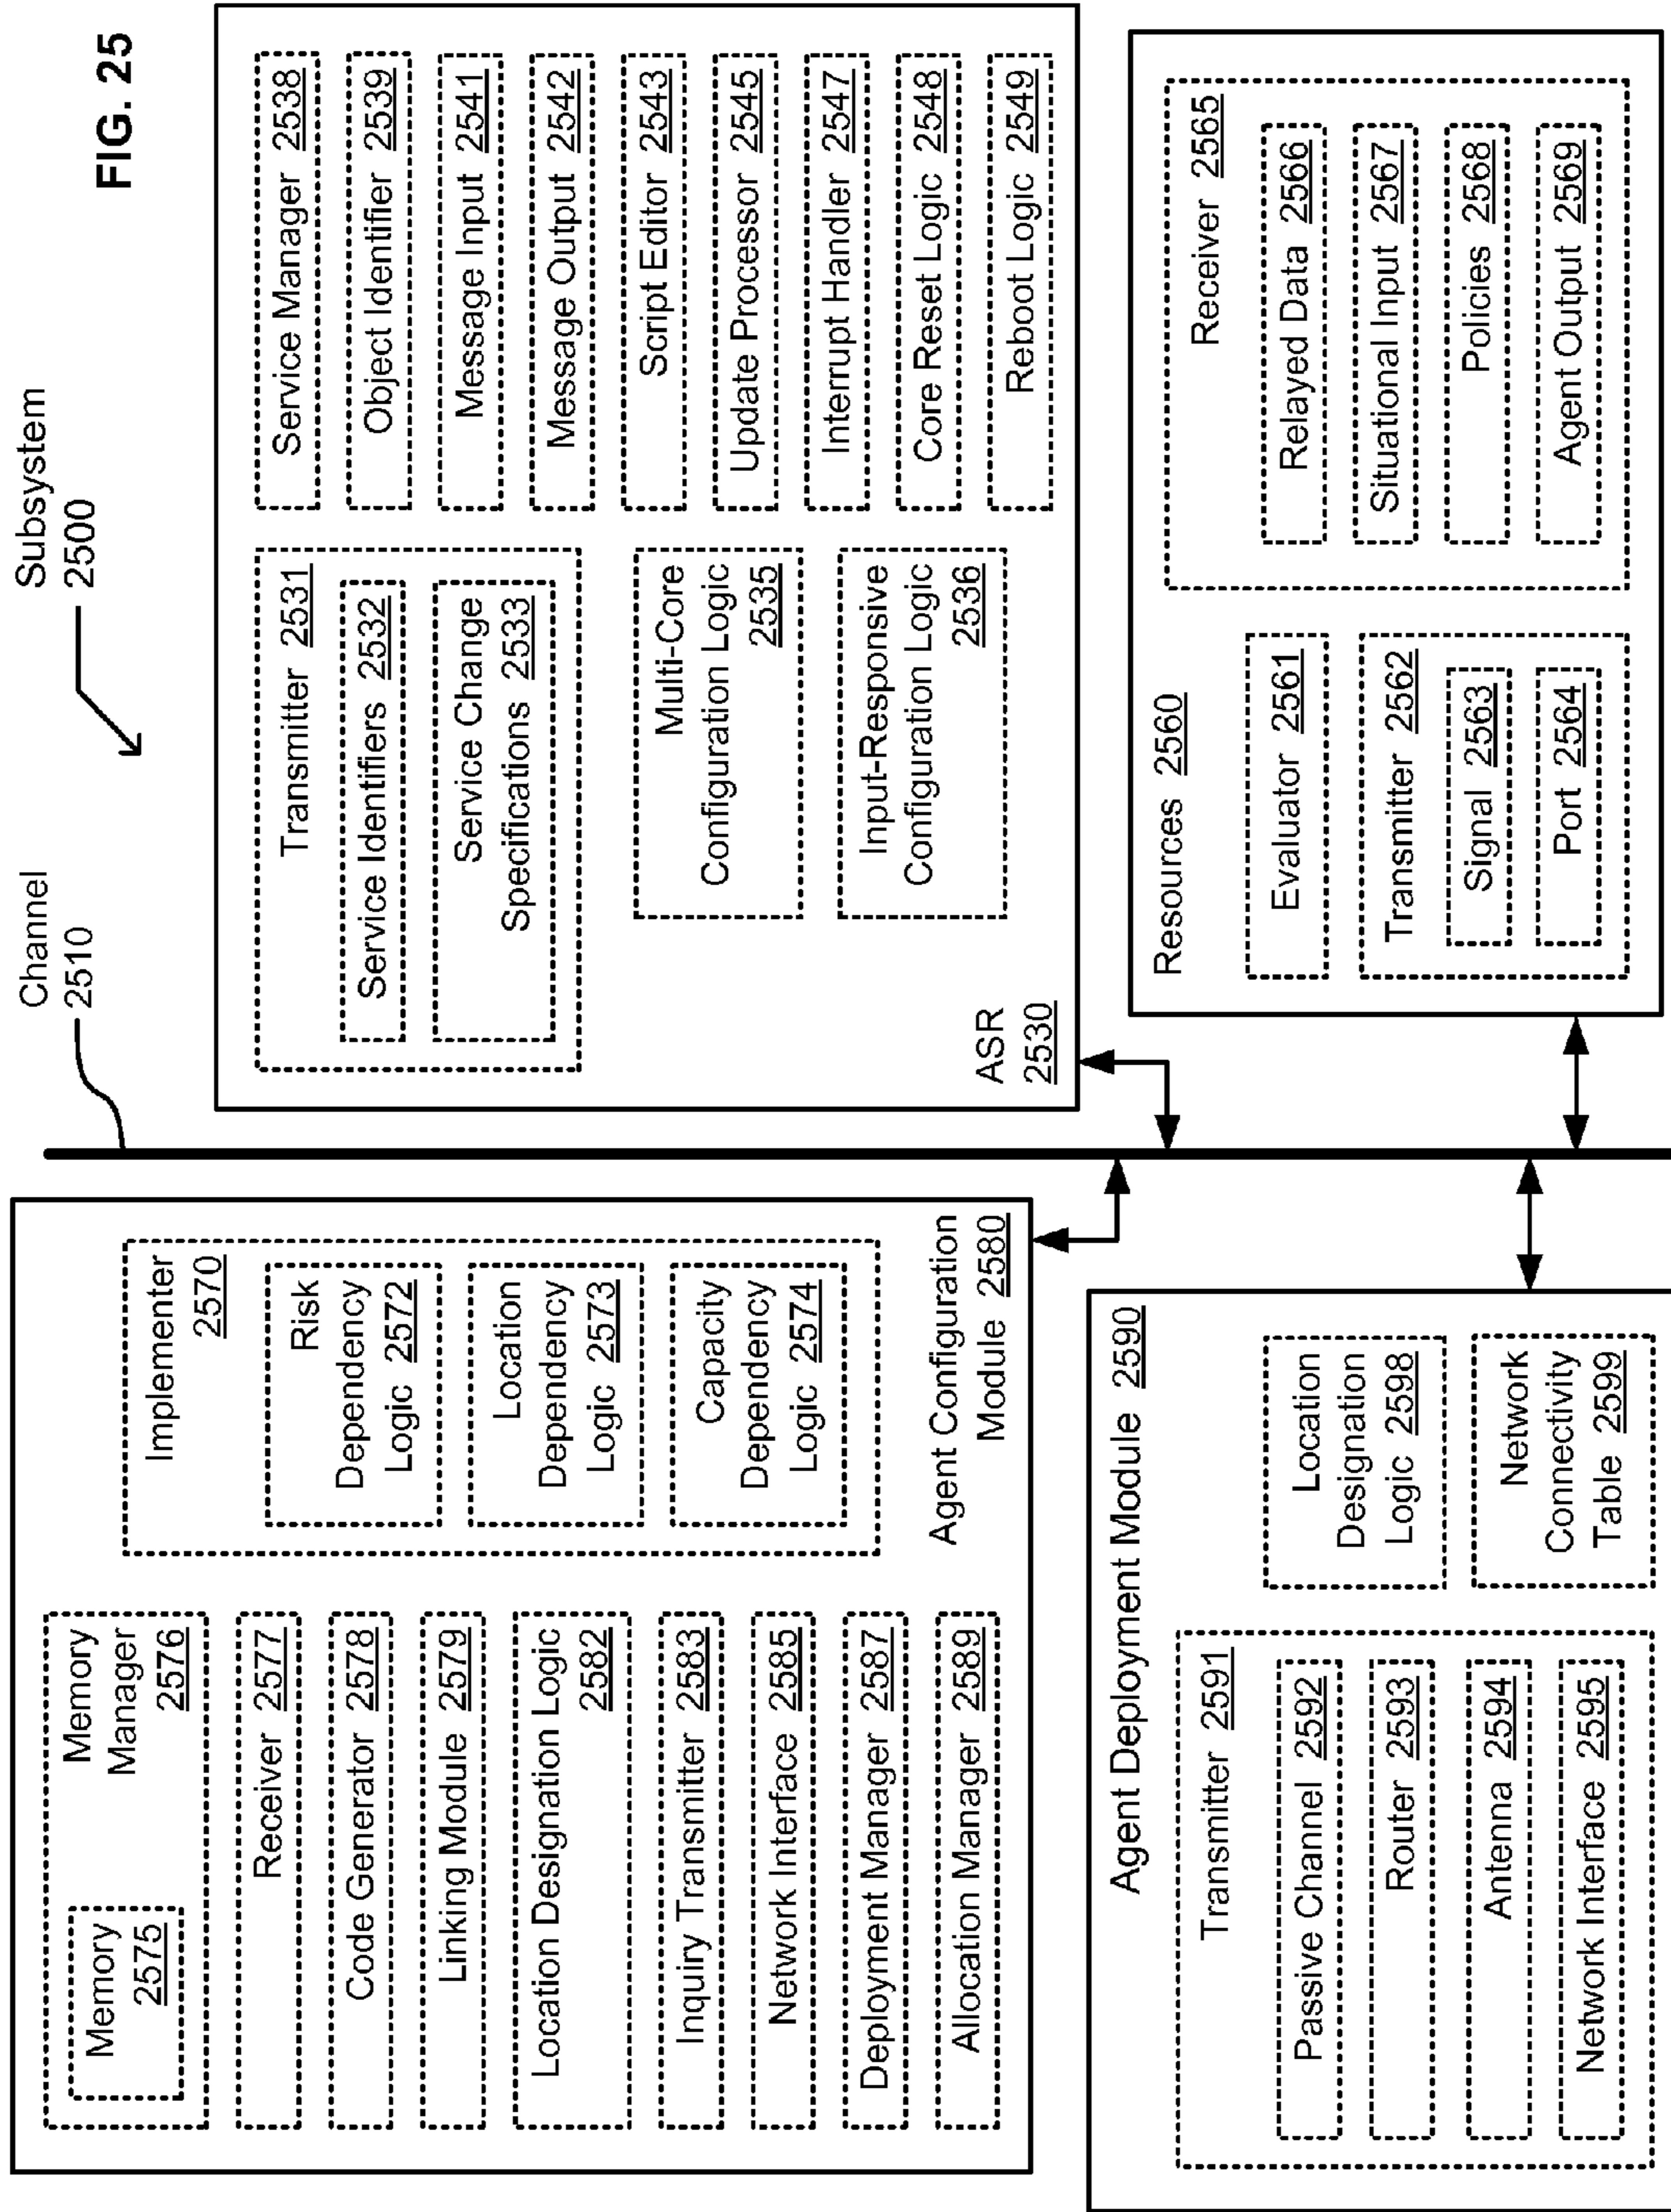 FIG. 25
Subsystem
2500
Channel
2510
Memory
Manager
2576
Memory
2575
Receiver 2577
Code Generator 2578
Linking Module 2579
Location Designation Logic
2582
Inquiry Transmitter 2583
Network Interface 2585
Deployment Manager 2587
Allocation Manager 2589
Implementer
2570
Risk
Dependency
Logic 2572
Location
Dependency
Logic 2573
Capacity
Dependency
Logic 2574
Agent Configuration
Module 2580
Transmitter 2531
Service Identifiers 2532
Service Change
Specifications 2533
Multi-Core
Configuration Logic
2535
Input-Responsive
Configuration Logic
2536
ASR
2530
Service Manager 2538
Object Identifier 2539
Message Input 2541
Message Output 2542
Script Editor 2543
Update Processor 2545
Interrupt Handler 2547
Core Reset Logic 2548
Reboot Logic 2549
Agent Deployment Module 2590
Transmitter 2591
Passive Channel 2592
Router 2593
Antenna 2594
Network Interface 2595
Location
Designation
Logic 2598
Network
Connectivity
Table 2599
Resources 2560
Evaluator 2561
Transmitter 2562
Signal 2563
Port 2564
Receiver 2565
Relayed Data 2566
Situational Input 2567
Policies 2568
Agent Output 2569